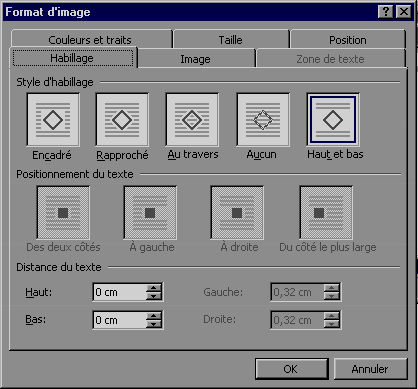 Format d'image
Couleurs et traits Taille Position
Habillage Image Zone de texte
Style d'habillage
Encadré Rapproché Au travers Aucun Haut et bas
Positionnement du texte
Des deux côtés À gauche À droite Du côté le plus large
Distance du texte
Haut: 0 cm Gauche: 0,32 cm
Bas: 0 cm Droite: 0,32 cm
OK Annuler